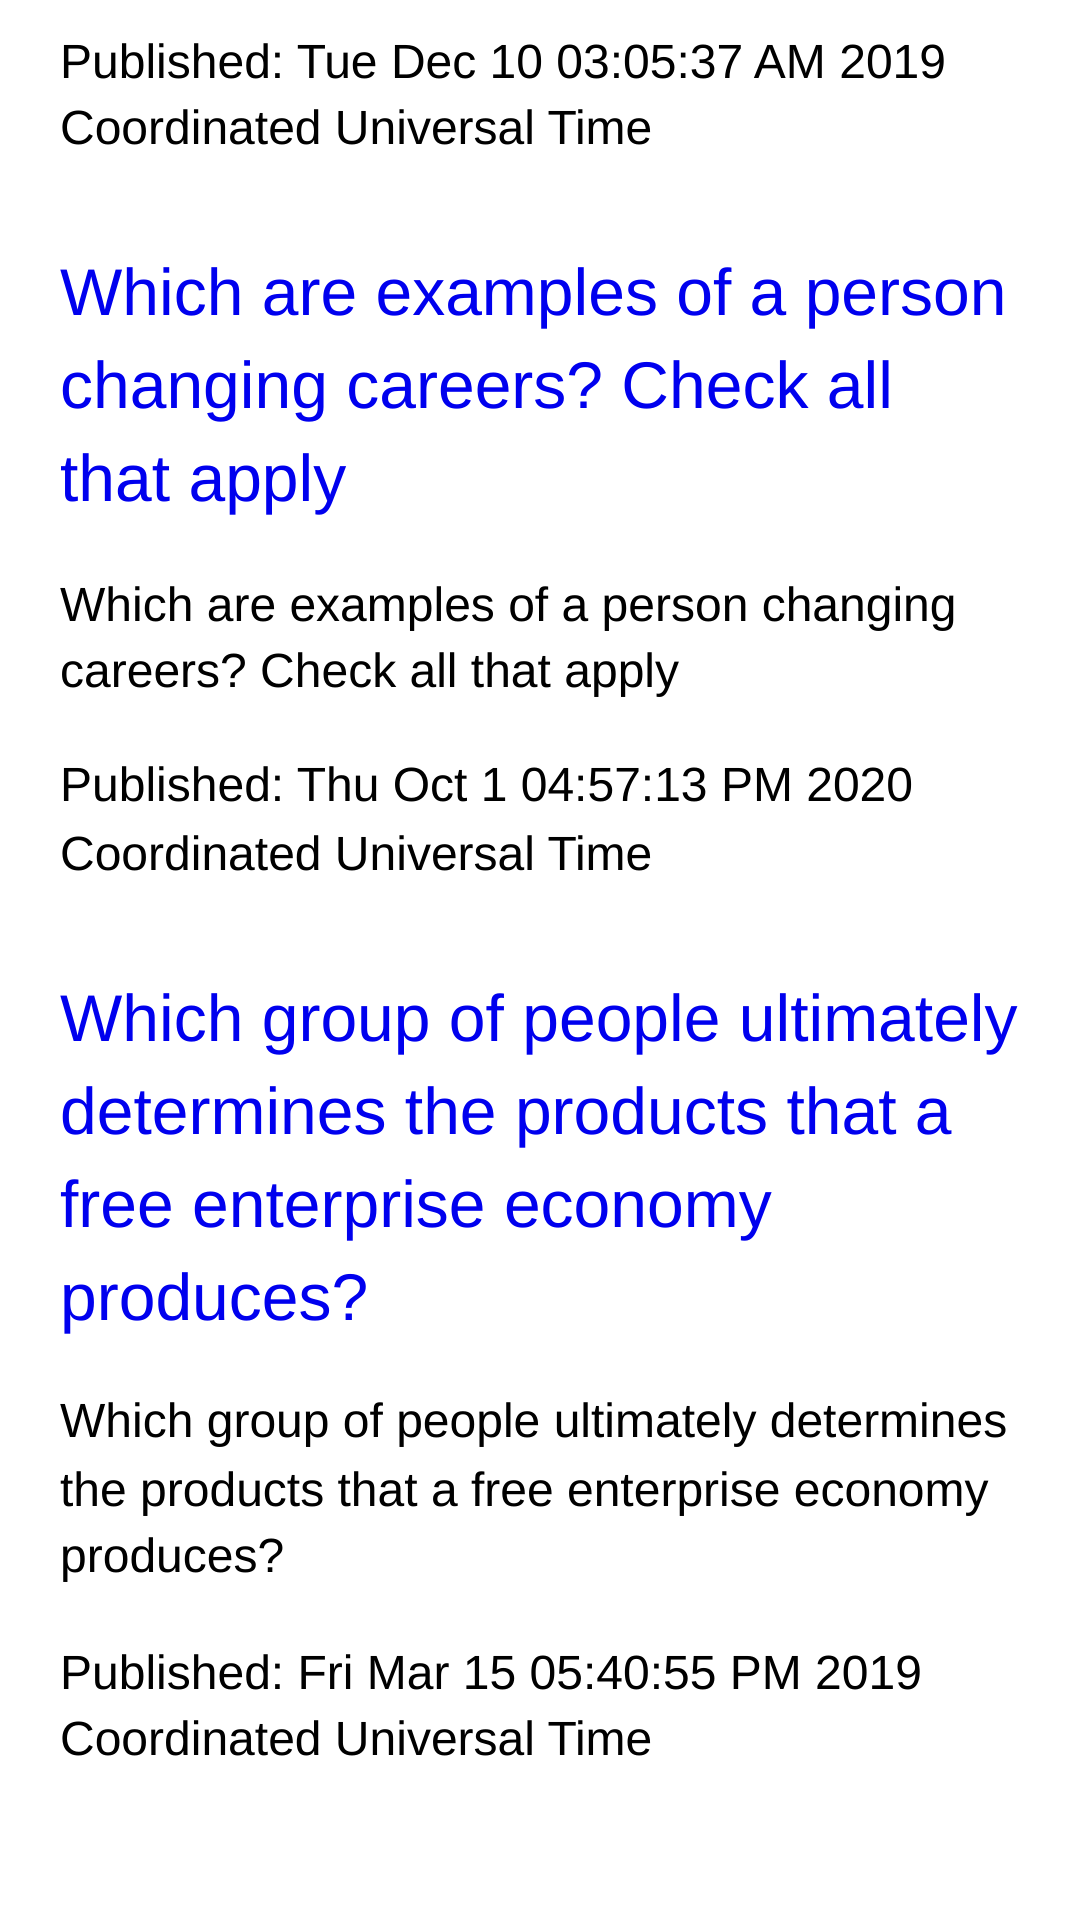 Published: Tue Dec 10 03:05:37 AM 2019
Coordinated Universal Time
Which are examples of a person
changing careers? Check all
that apply
Which are examples of a person changing
careers? Check all that apply
Published: Thu Oct 1 04:57:13 PM 2020
Coordinated Universal Time
Which group of people ultimately
determines the products that a
free enterprise economy
produces?
Which group of people ultimately determines
the products that a free enterprise economy
produces?
Published: Fri Mar 15 05:40:55 PM 2019
Coordinated Universal Time